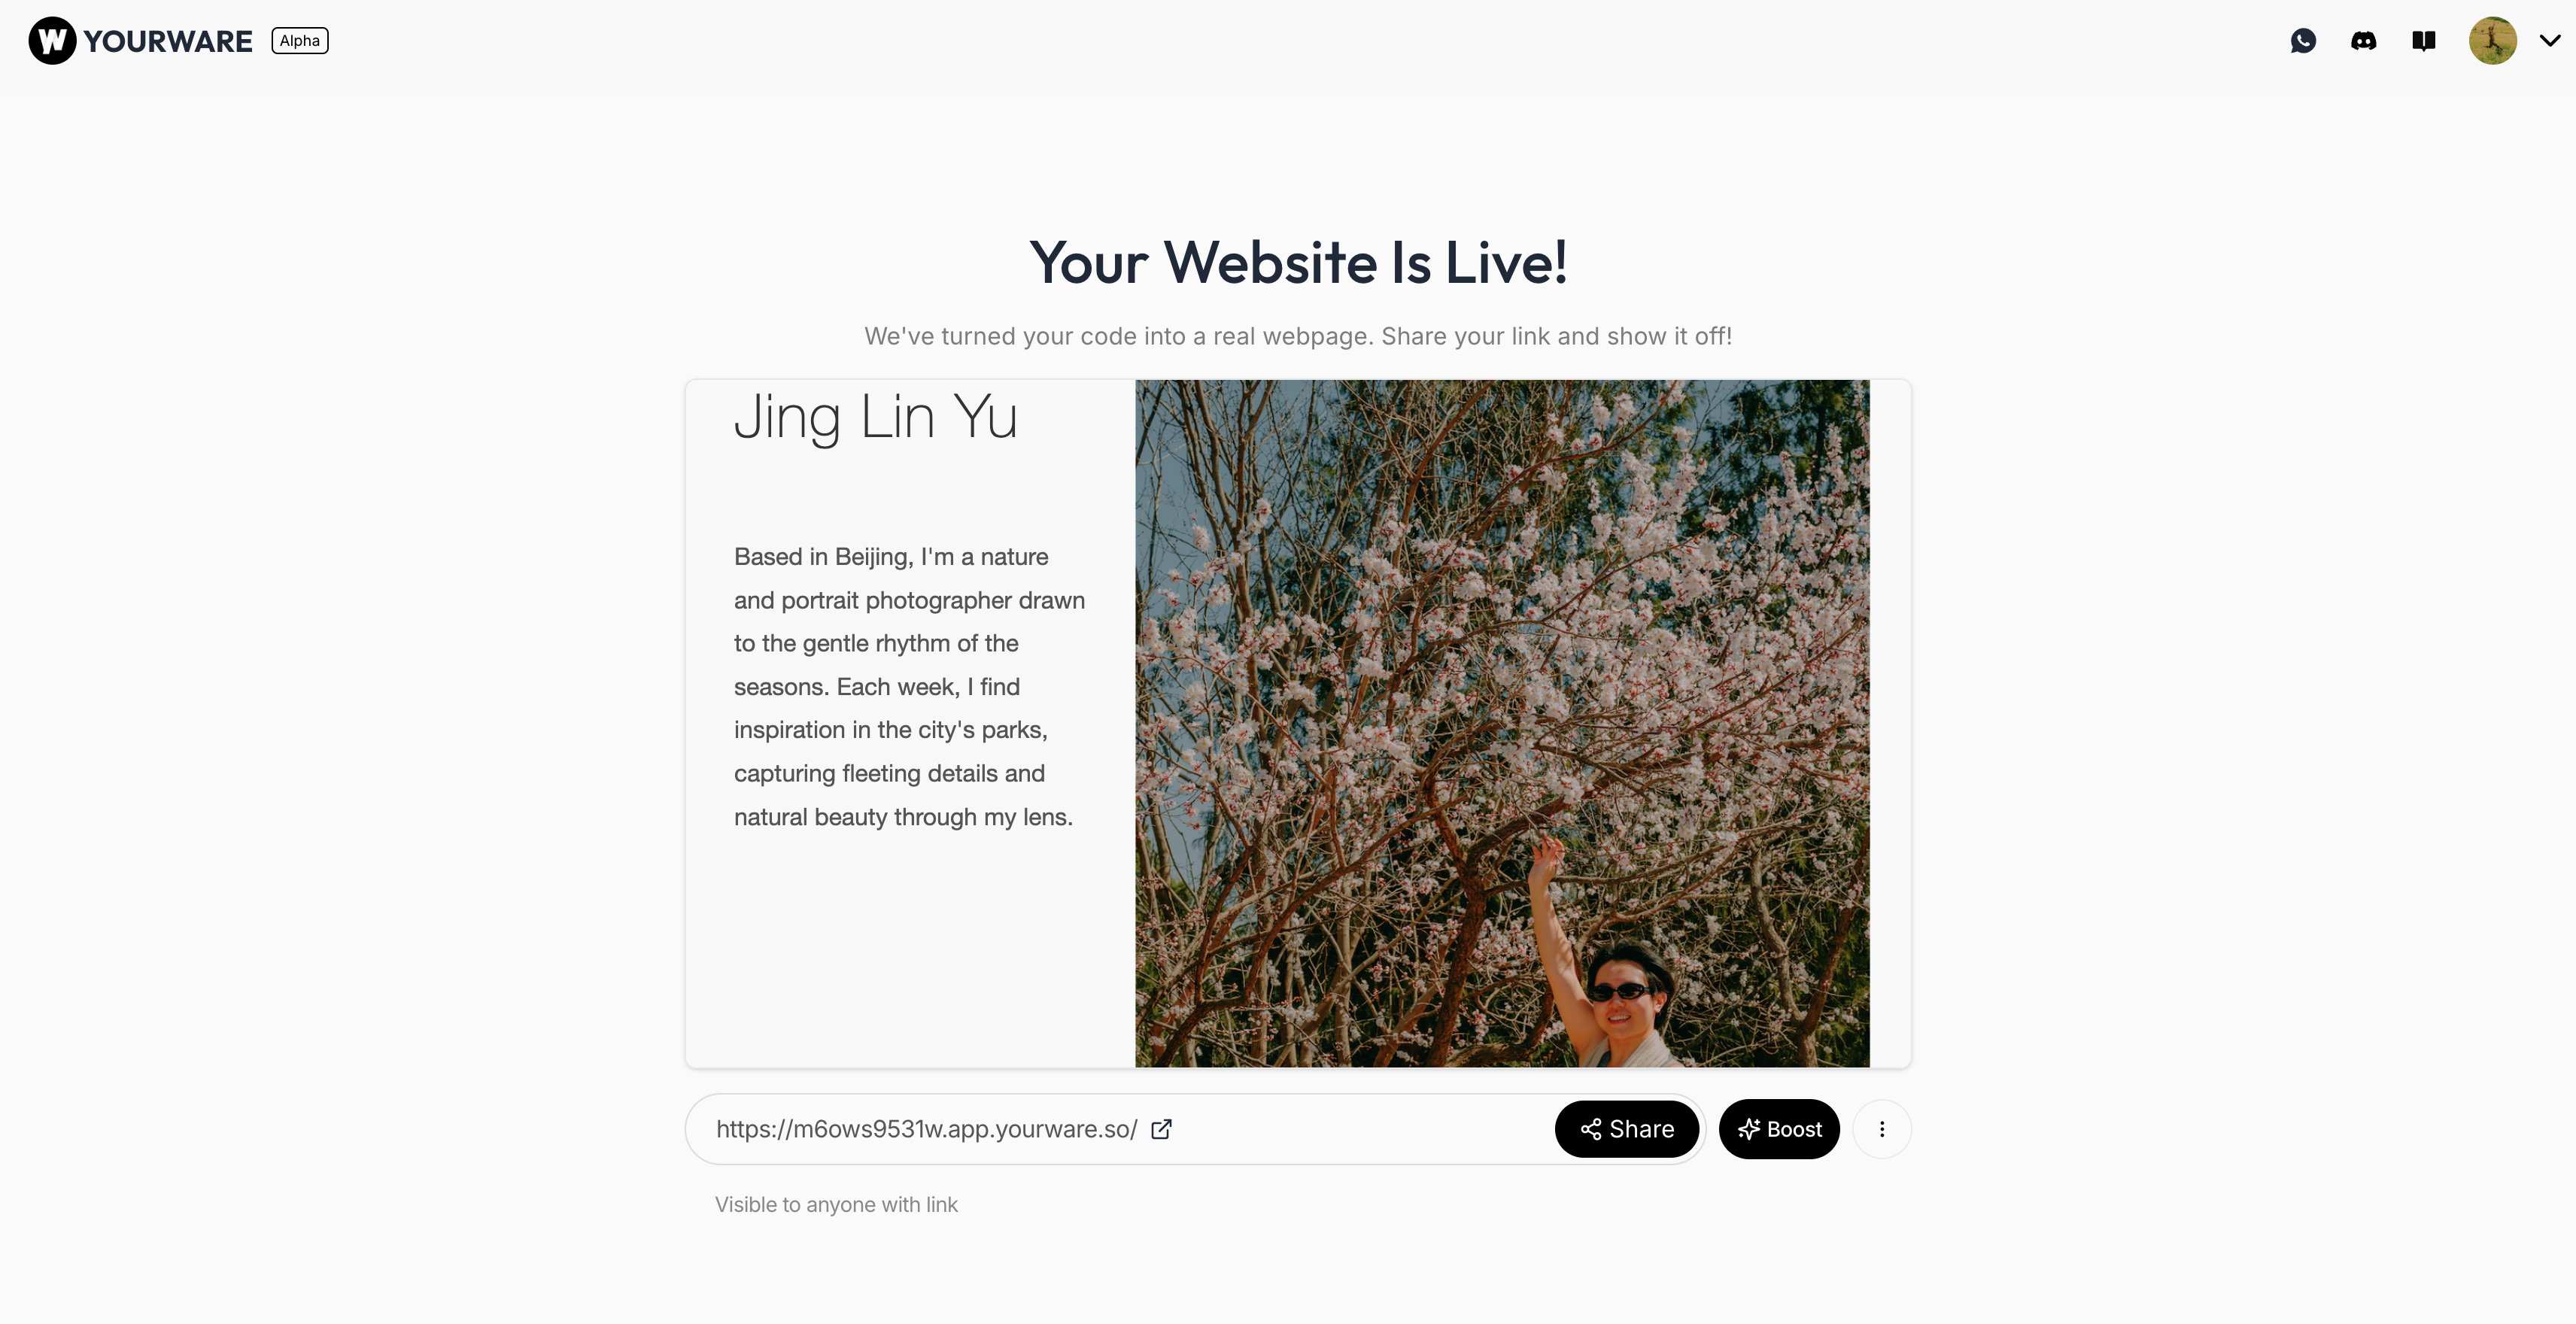 YOURWARE
Alpha
Your Website Is Live!
We've turned your code into a real webpage. Share your link and show it off!
Jing Lin Yu
Based in Beijing, I'm a nature
and portrait photographer drawn
to the gentle rhythm of the
seasons. Each week, I find
inspiration in the city's parks,
capturing fleeting details and
natural beauty through my lens.
https://m6ows9531w.app.yourware.so/
Share
Boost
Visible to anyone with link